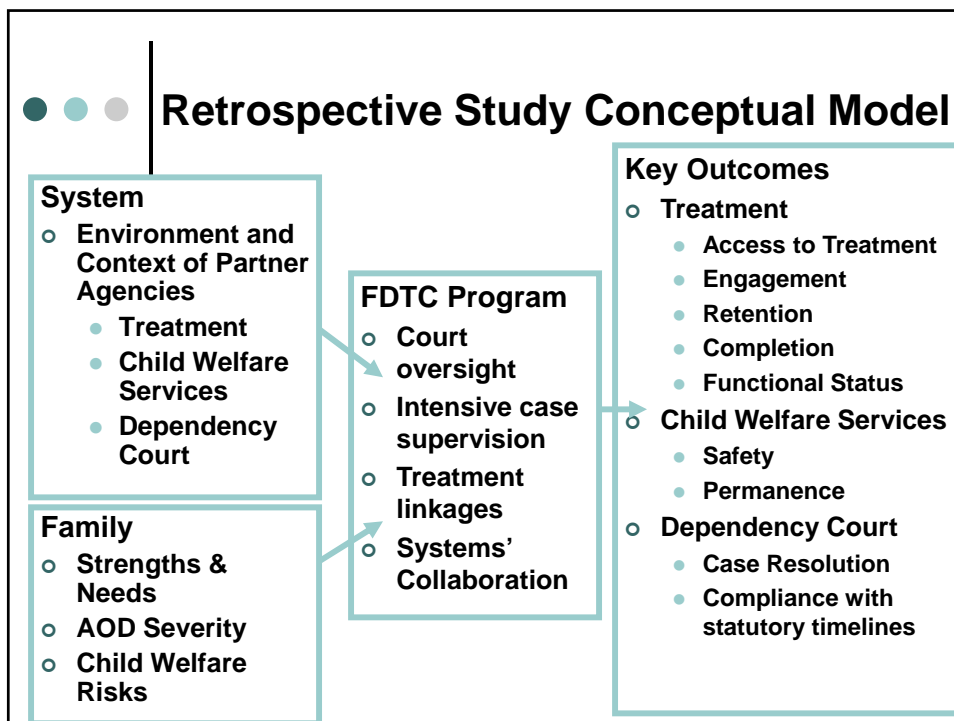 Retrospective Study Conceptual Model
System
Environment and
Context of Partner
Agencies
Treatment
Child Welfare
Services
Dependency
Court
Family
Strengths &
Needs
AOD Severity
Child Welfare
Risks
FDTC Program
Court
oversight
Intensive case
supervision
Treatment
linkages
Systems’
Collaboration
Key Outcomes
Treatment
Access to Treatment
Engagement
Retention
Completion
Functional Status
Child Welfare Services
Safety
Permanence
Dependency Court
Case Resolution
Compliance with
statutory timelines